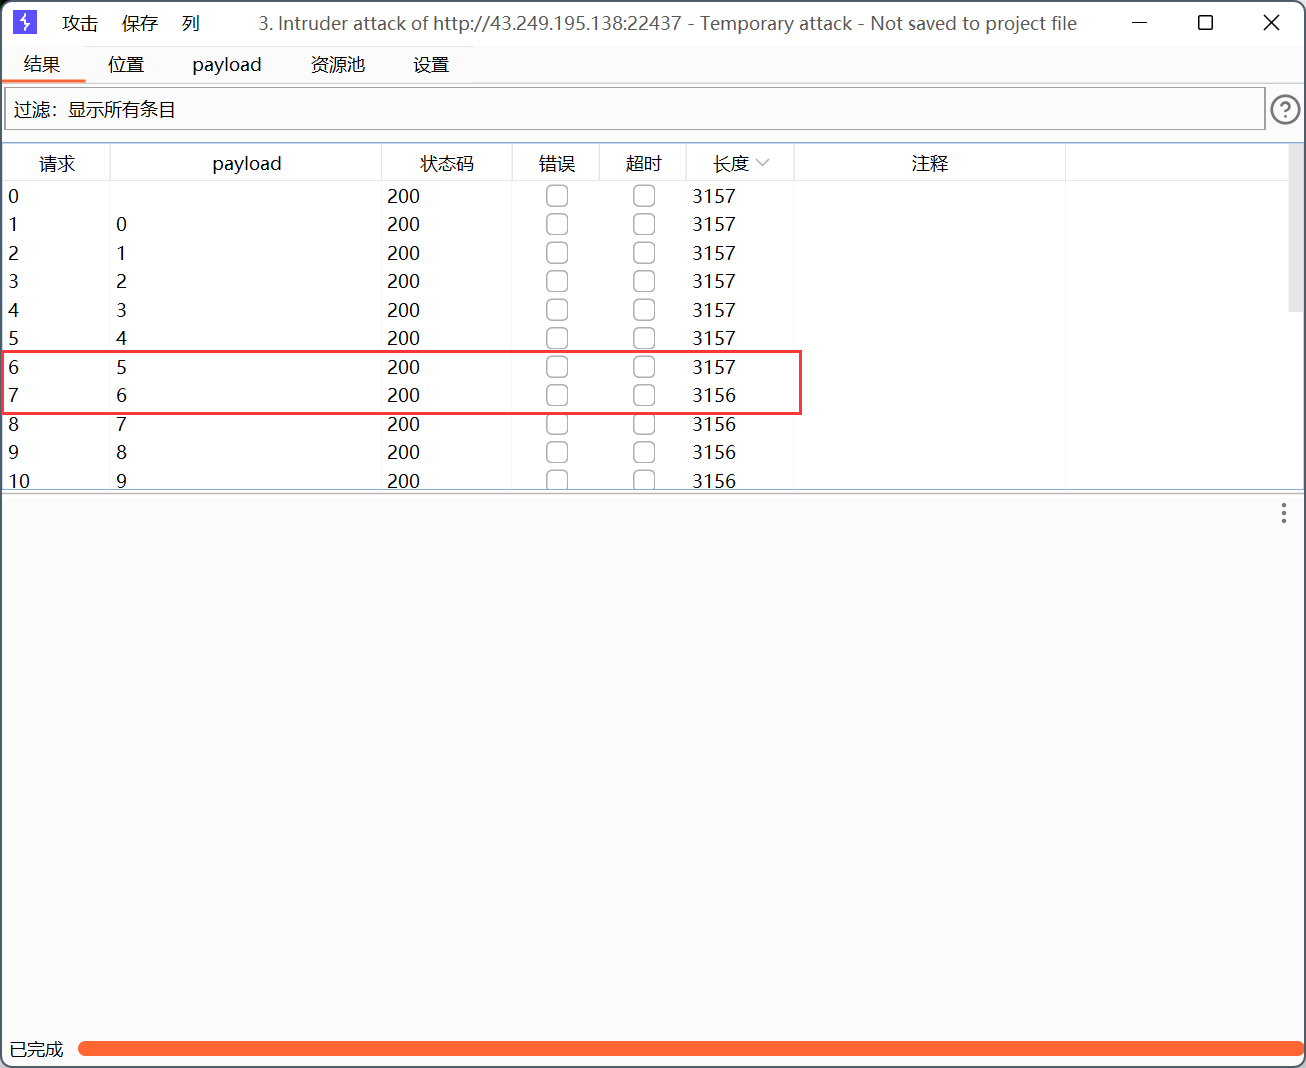 攻击 保存 列 3. Intruder attack of http://43.249.195.138:22437 - Temporary attack - Not saved to project file
结果 位置 payload 资源池 设置
过滤：显示所有条目 ?
请求 payload 状态码 错误 超时 长度 注释
0 200 3157
1 0 200 3157
2 1 200 3157
3 2 200 3157
4 3 200 3157
5 4 200 3157
6 5 200 3157
7 6 200 3156
8 7 200 3156
9 8 200 3156
10 9 200 3156
已完成